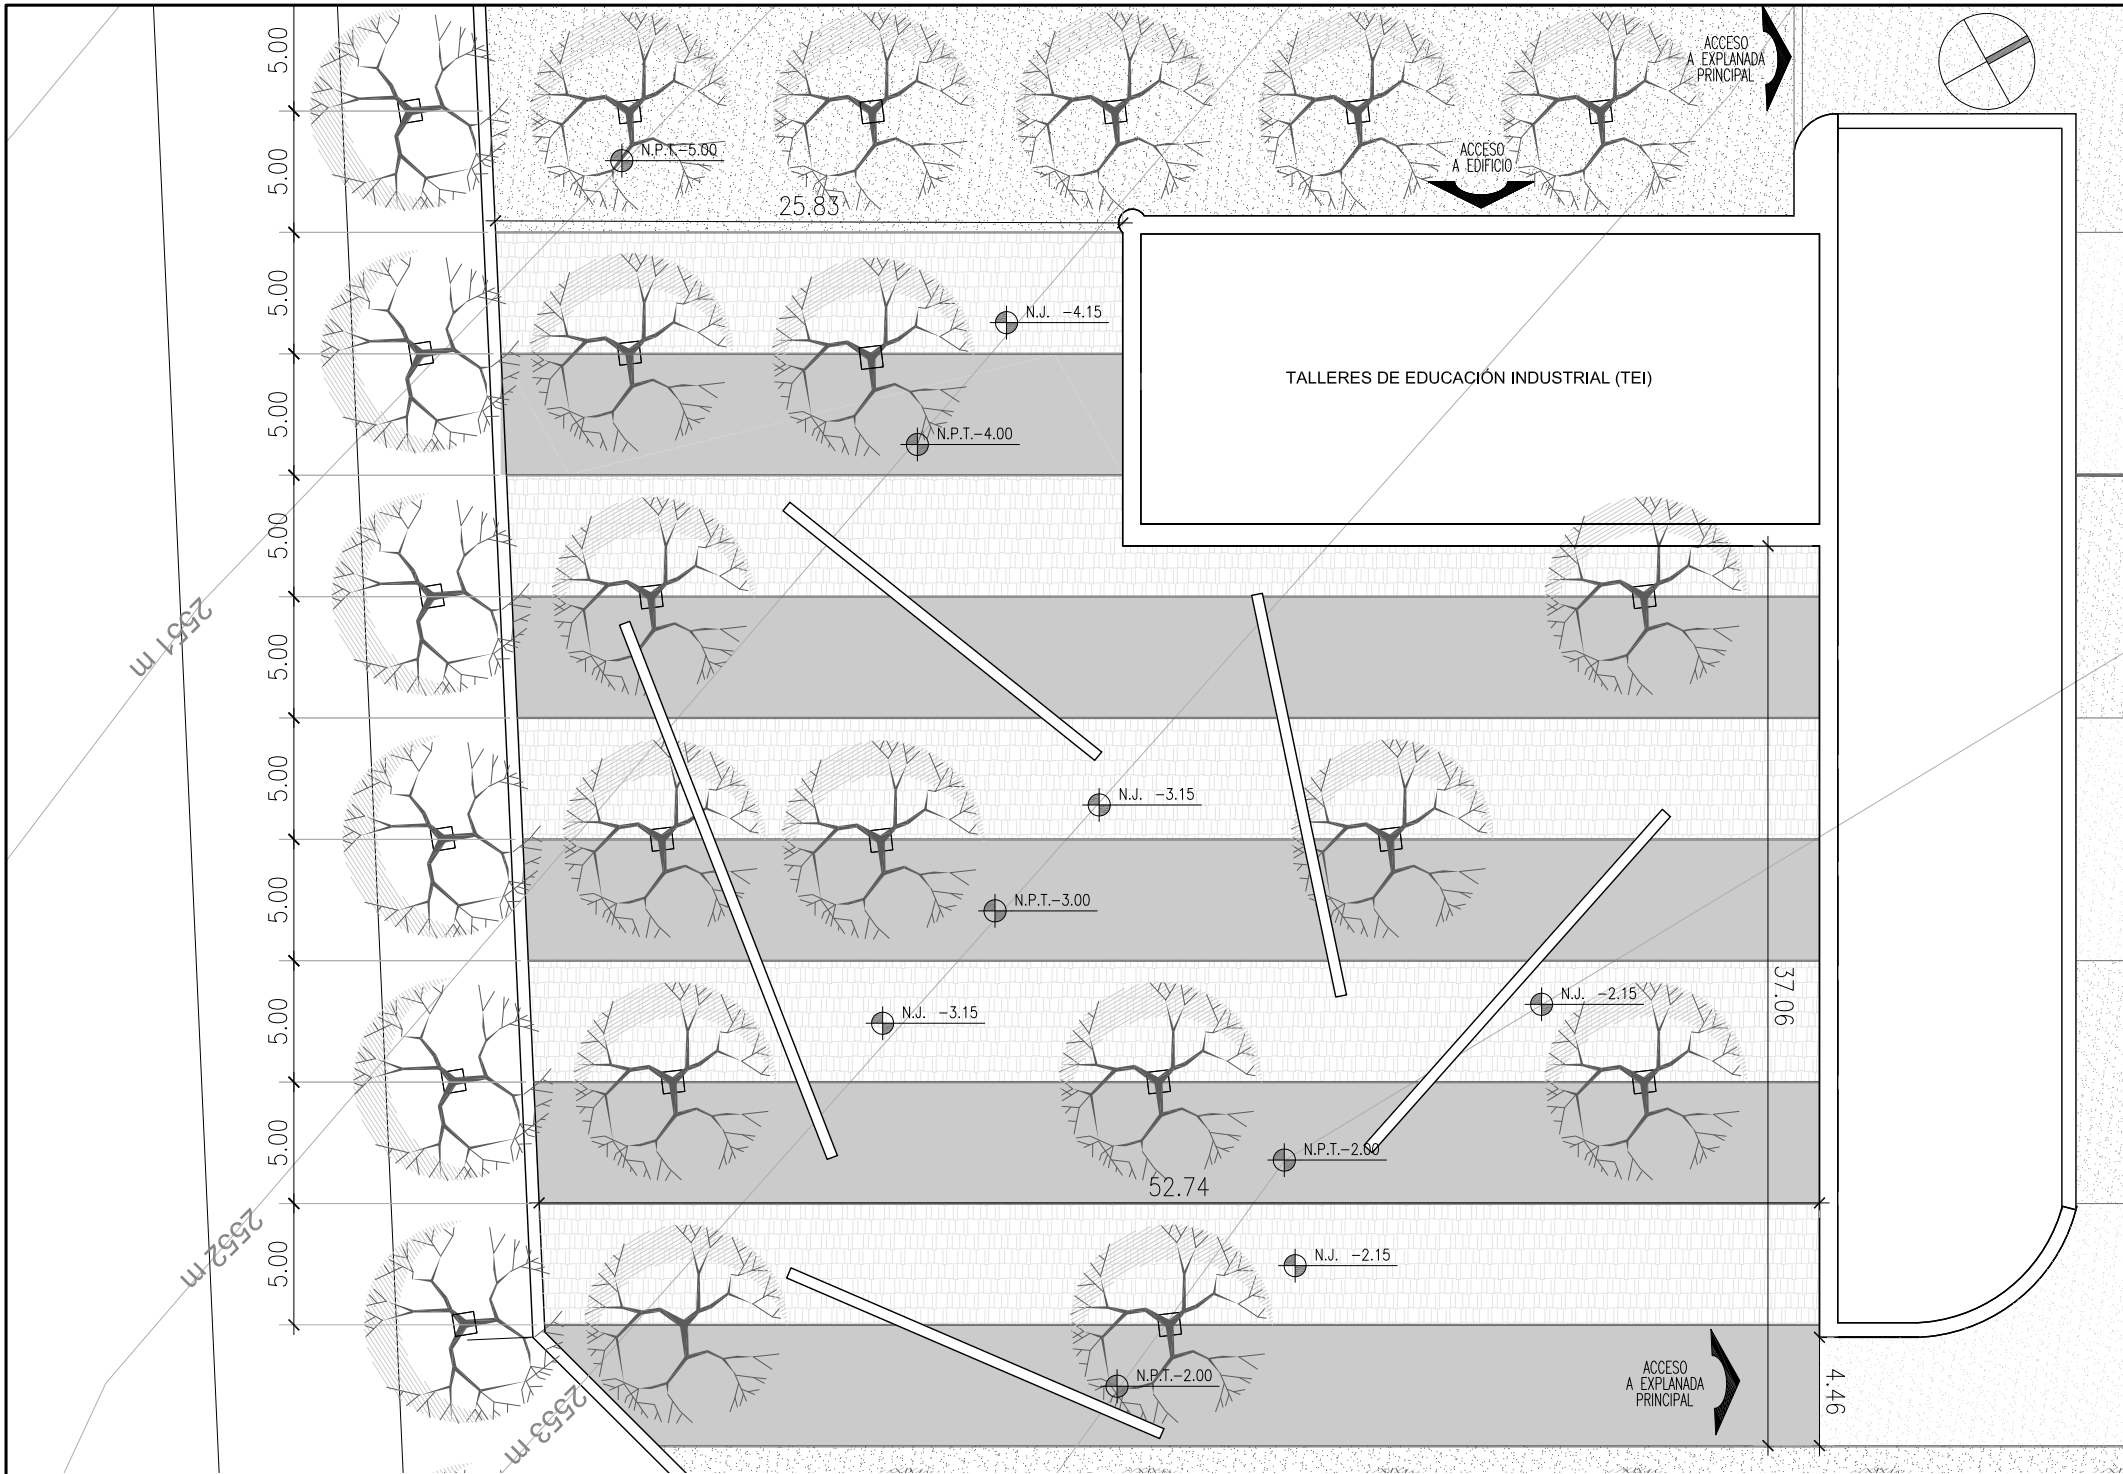 5.00
5.00
5.00
5.00
5.00
5.00
5.00
5.00
5.00
5.00
5.00
ACCESO
A EXPLANADA
PRINCIPAL
N.P.T.-5.00
ACCESO
A EDIFICIO
25.83
N.J. -4.15
TALLERES DE EDUCACIÓN INDUSTRIAL (TEI)
N.P.T.-4.00
2551 m
N.J. -3.15
N.P.T.-3.00
37.06
N.J. -2.15
N.J. -3.15
N.P.T.-2.00
52.74
2552 m
N.J. -2.15
ACCESO
A EXPLANADA
PRINCIPAL
N.P.T.-2.00
4.46
2553 m